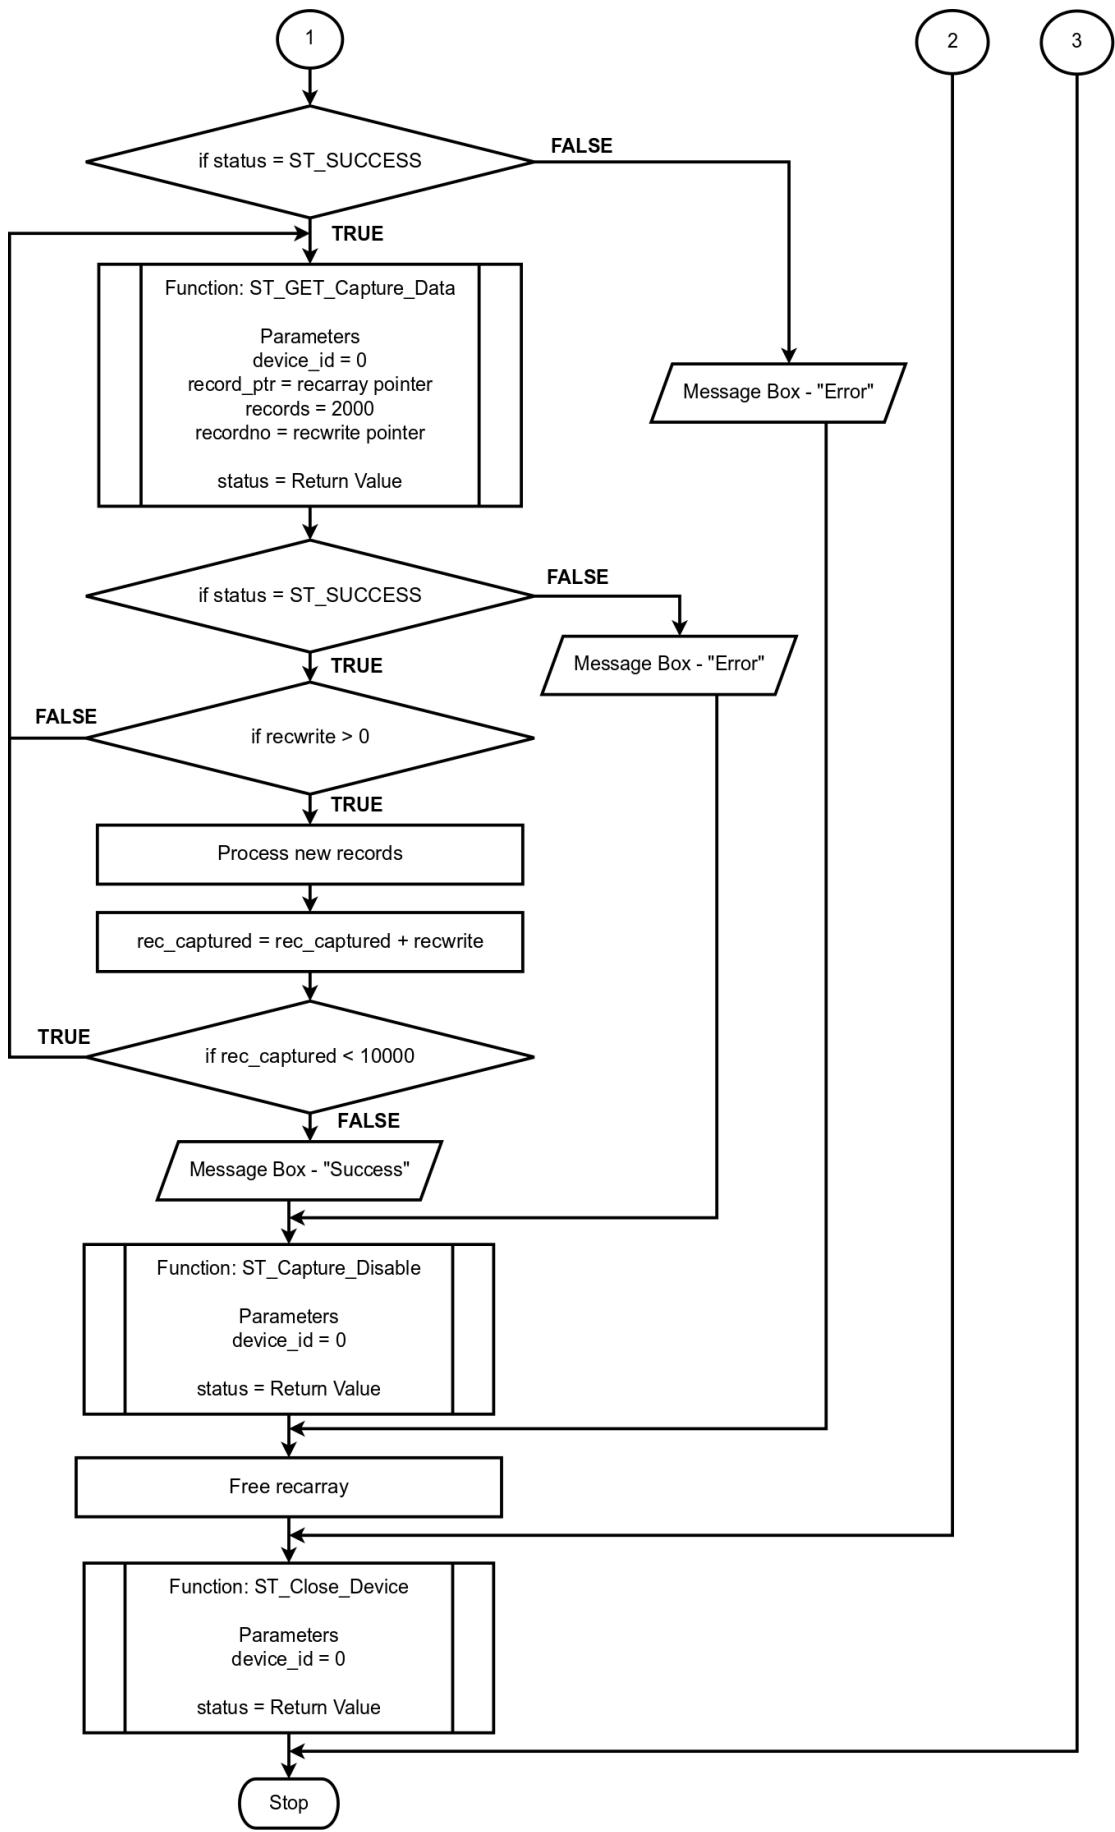 1
2
3
if status = ST_SUCCESS
FALSE
TRUE
Function: ST_GET_Capture_Data
Parameters
device_id = 0
record_ptr = recarray pointer
records = 2000
recordno = recwrite pointer
status = Return Value
Message Box - "Error"
if status = ST_SUCCESS
FALSE
Message Box - "Error"
TRUE
FALSE
if recwrite > 0
TRUE
Process new records
rec_captured = rec_captured + recwrite
TRUE
if rec_captured < 10000
FALSE
Message Box - "Success"
Function: ST_Capture_Disable
Parameters
device_id = 0
status = Return Value
Free recarray
Function: ST_Close_Device
Parameters
device_id = 0
status = Return Value
Stop